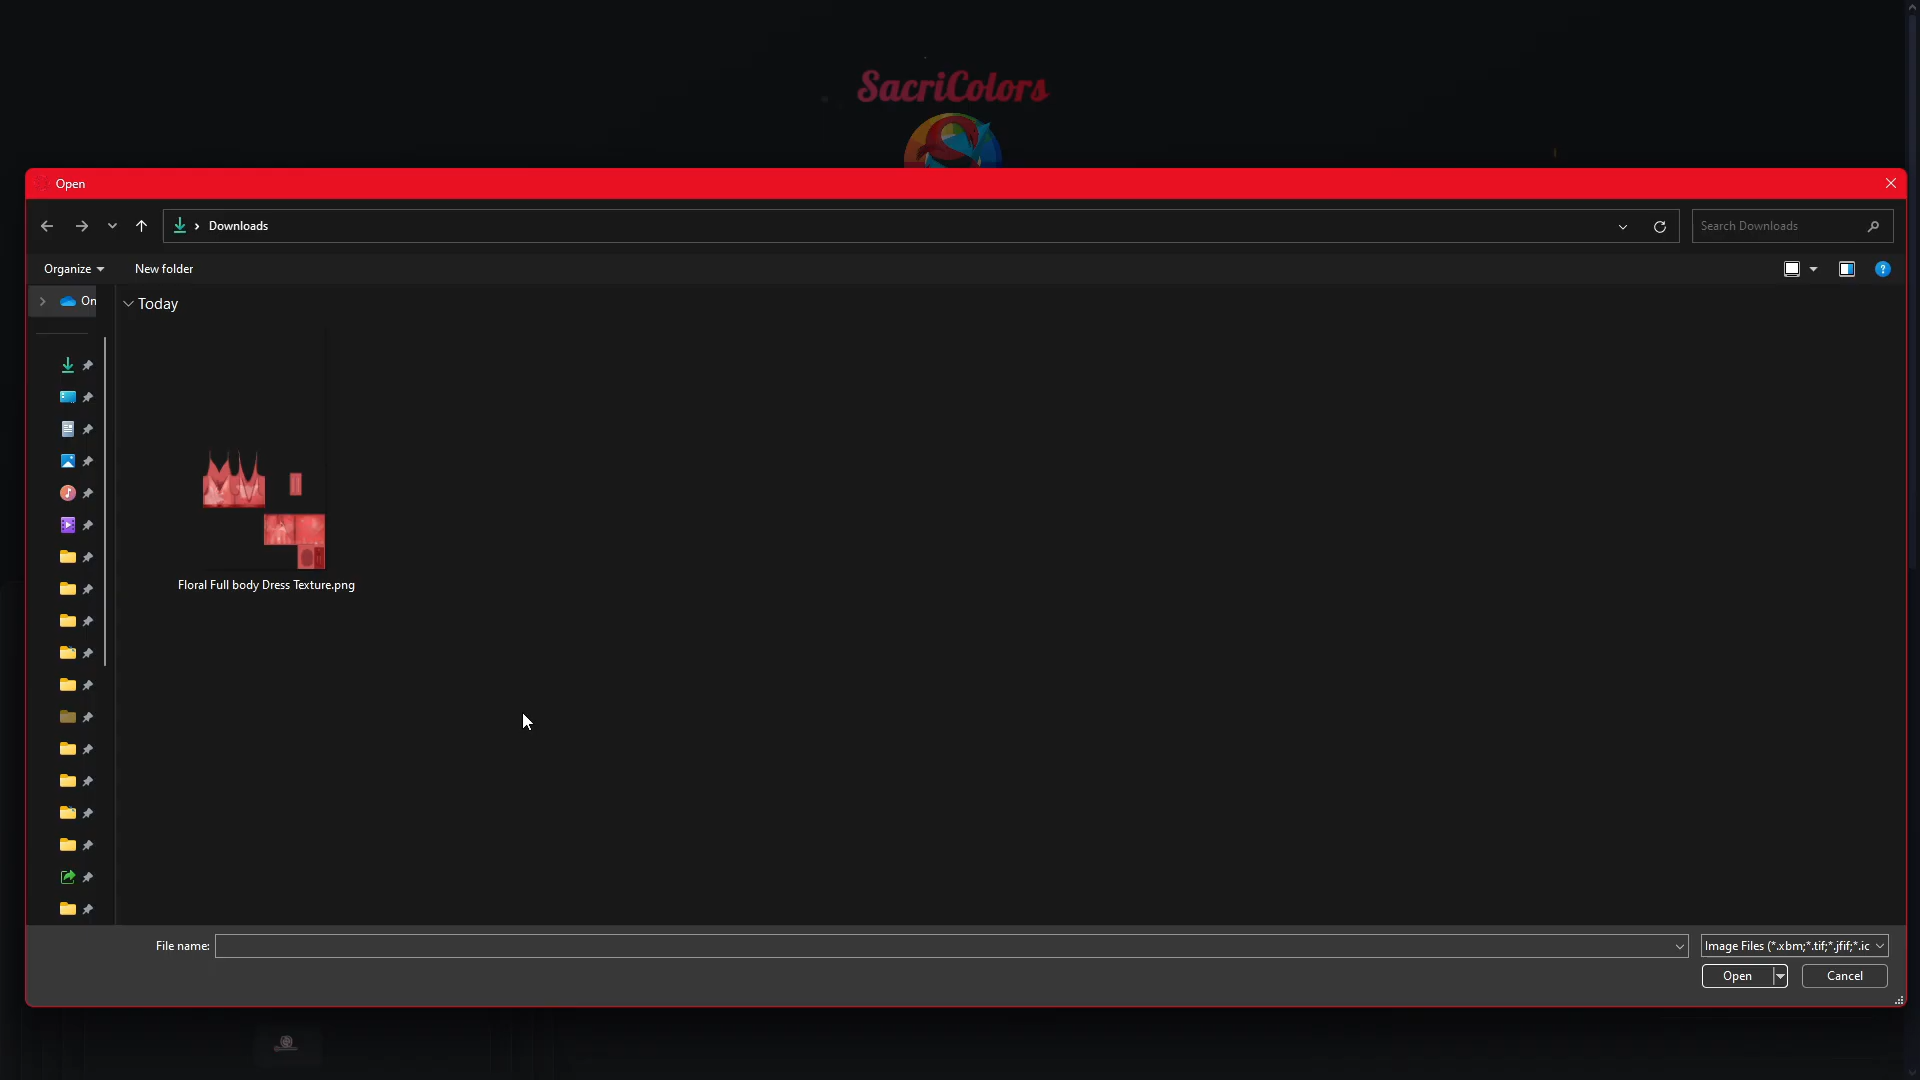 SacriColors
Open
Downloads
Search Downloads
Organize
New folder
On
Today
Floral Full body Dress Texture.png
File name:
Image Files (*.xbm;*.tif;*.jfif;*.ic
Open
Cancel